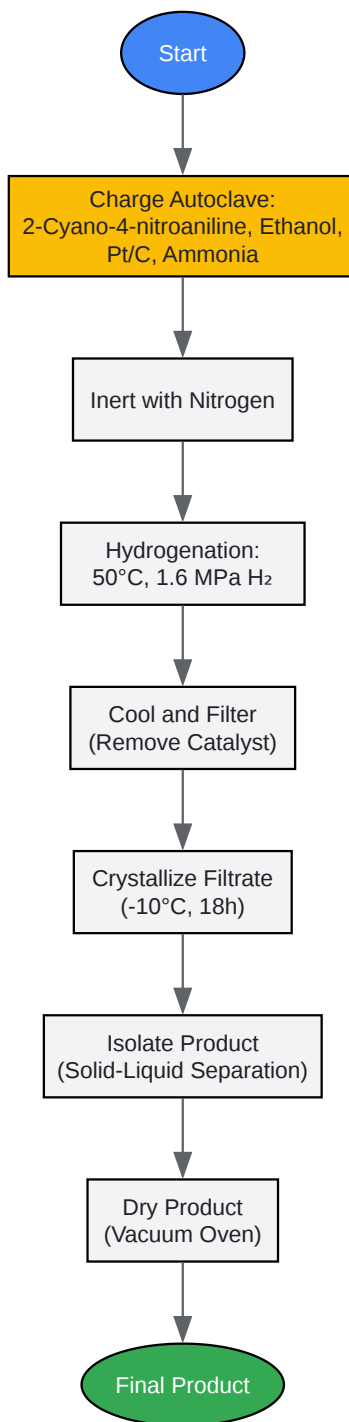 Start
Charge Autoclave:
2-Cyano-4-nitroaniline, Ethanol,
Pt/C, Ammonia
Inert with Nitrogen
Hydrogenation:
50°C, 1.6 MPa H₂
Cool and Filter
(Remove Catalyst)
Crystallize Filtrate
(-10°C, 18h)
Isolate Product
(Solid-Liquid Separation)
Dry Product
(Vacuum Oven)
Final Product